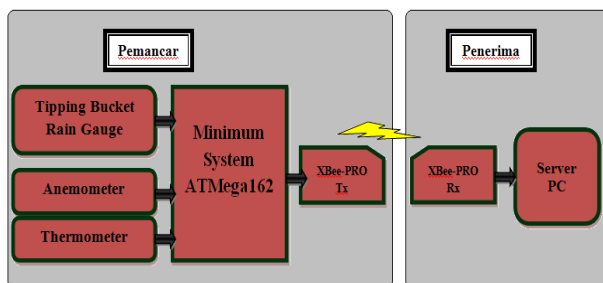 Pemancar
Tipping Bucket
Rain Gauge
Anemometer
Thermometer
Minimum
System
ATMega162
XBee-PRO
Tx
Penerima
XBee-PRO
Rx
Server
PC